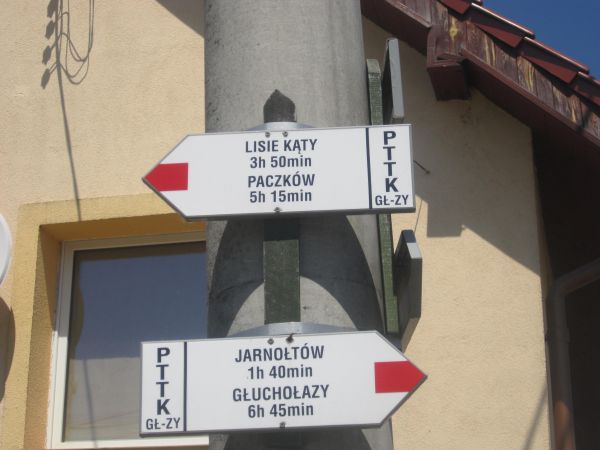 LISIE KĄTY
3h 50min
PACZKÓW
5h 15min
PTTK
GŁ-ZY
JARNOŁTÓW
1h 40min
GŁUCHOŁAZY
6h 45min
PTTK
GŁ-ZY